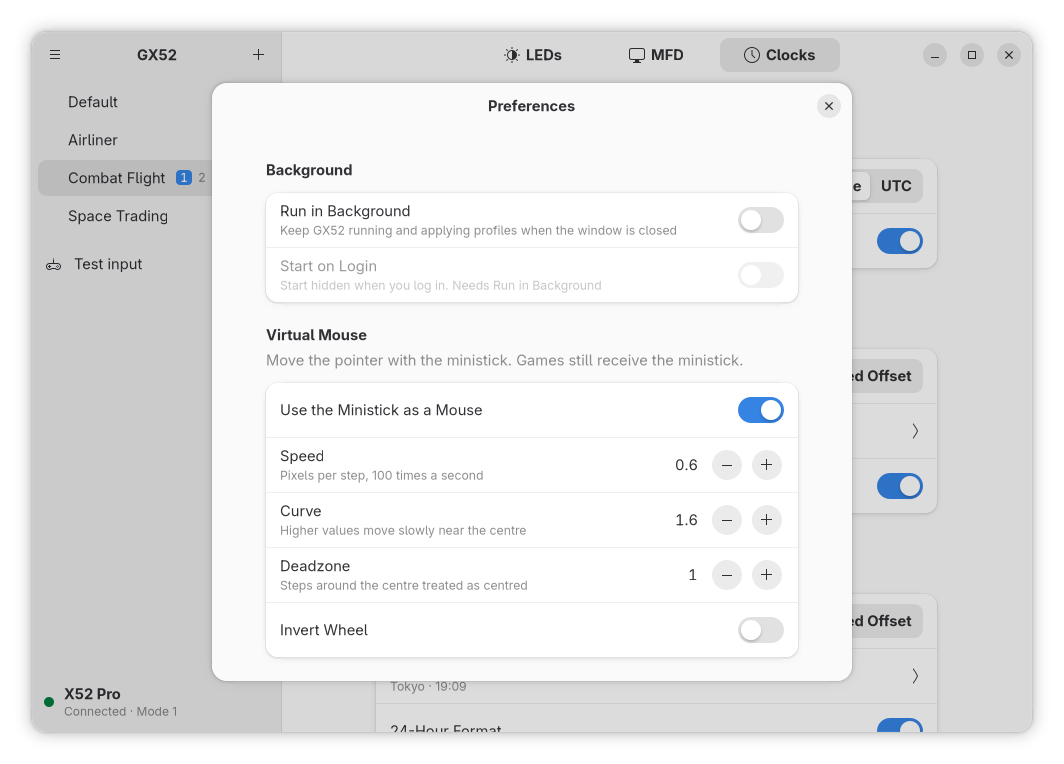 GX52
LEDs
MFD
Clocks
Default
Airliner
Combat Flight 1 2
Space Trading
Test input
X52 Pro
Connected · Mode 1
Preferences
Background
Run in Background
Keep GX52 running and applying profiles when the window is closed
Start on Login
Start hidden when you log in. Needs Run in Background
Virtual Mouse
Move the pointer with the ministick. Games still receive the ministick.
Use the Ministick as a Mouse
Speed
0.6
Pixels per step, 100 times a second
Curve
1.6
Higher values move slowly near the centre
Deadzone
1
Steps around the centre treated as centred
Invert Wheel
UTC
Offset
Offset
Tokyo · 19:09
24-Hour Format